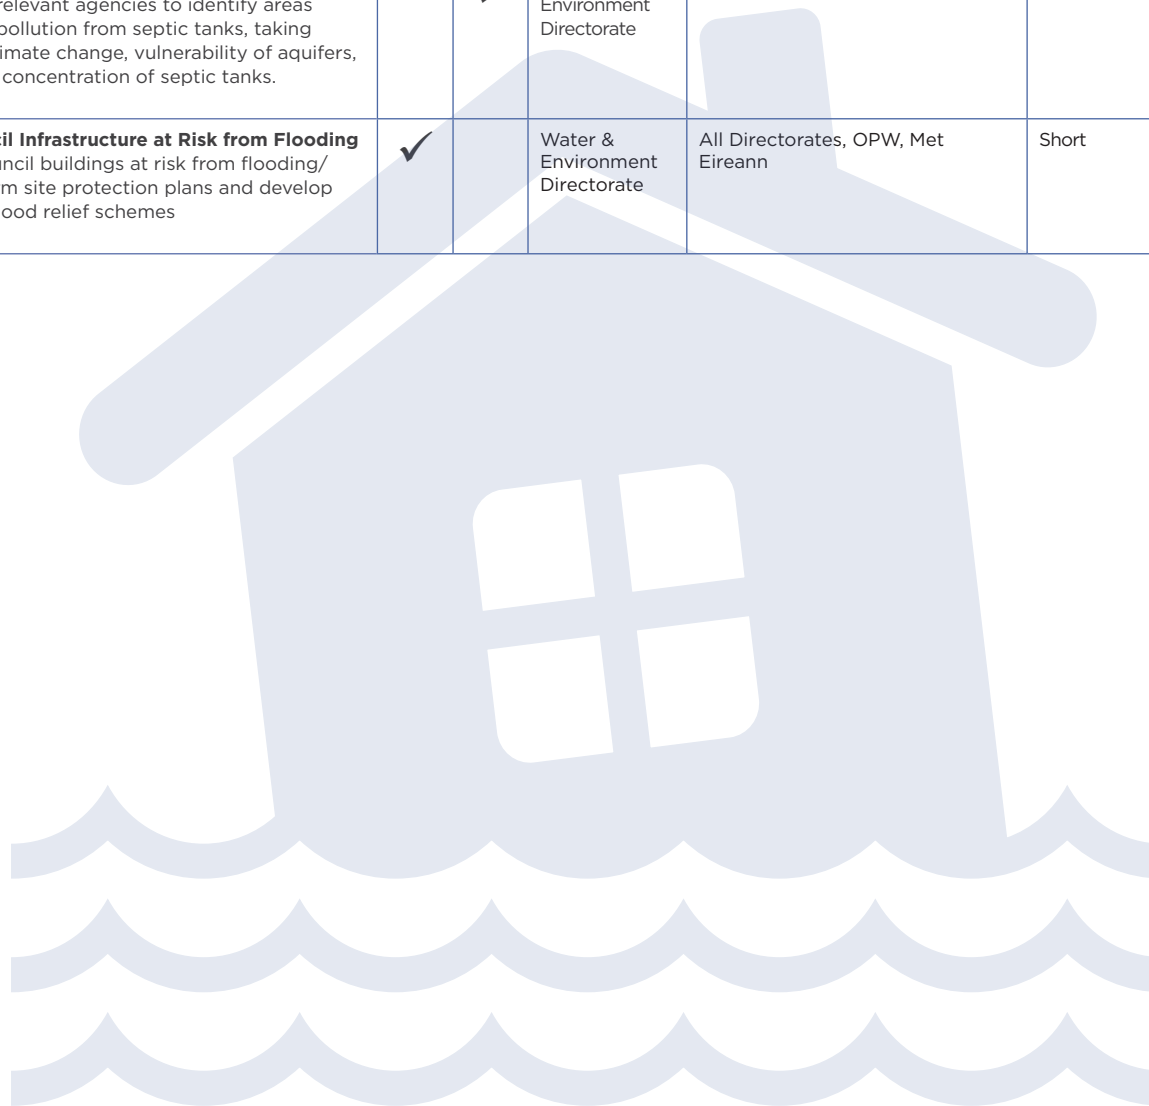 relevant agencies to identify areas
pollution from septic tanks, taking
imate change, vulnerability of aquifers,
concentration of septic tanks.
Environment
Directorate
il Infrastructure at Risk from Flooding
ncil buildings at risk from flooding/
rm site protection plans and develop
ood relief schemes
✓
Water &
Environment
Directorate
All Directorates, OPW, Met
Eireann
Short